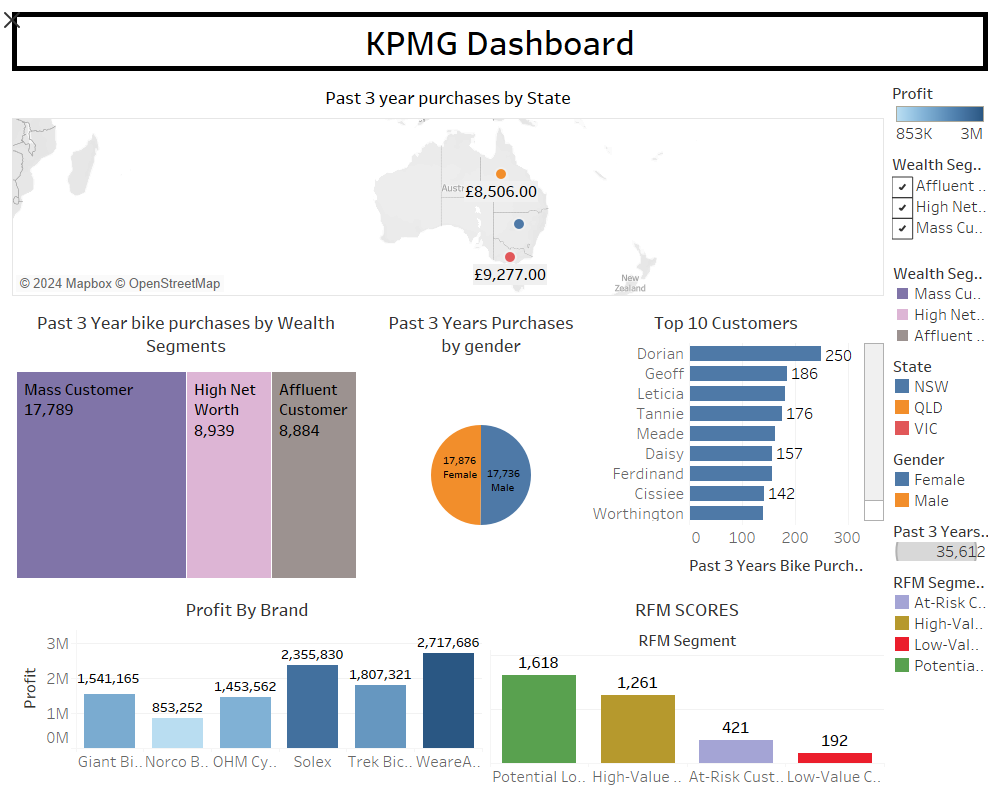 KPMG Dashboard
Past 3 year purchases by State
Austr
£8,506.00
£9,277.00
New
Zealand
© 2024 Mapbox © OpenStreetMap
Profit
853K 3M
Wealth Seg..
Affluent ..
High Net..
Mass Cu..
Wealth Seg..
Mass Cu..
High Net..
Affluent ..
State
NSW
QLD
VIC
Gender
Female
Male
Past 3 Years..
35,612
RFM Segme..
At-Risk C..
High-Val..
Low-Val..
Potentia..
Past 3 Year bike purchases by Wealth
Segments
Mass Customer
17,789
High Net
Worth
8,939
Affluent
Customer
8,884
Past 3 Years Purchases
by gender
17,876
Female
17,736
Male
Top 10 Customers
Dorian 250
Geoff 186
Leticia
Tannie 176
Meade
Daisy 157
Ferdinand
Cissiee 142
Worthington
0 100 200 300
Past 3 Years Bike Purch..
Profit By Brand
Profit
3M
2M
1M
0M
1,541,165
853,252
1,453,562
2,355,830
1,807,321
2,717,686
Giant Bi.. Norco B.. OHM Cy.. Solex Trek Bic.. WeareA..
RFM SCORES
RFM Segment
1,618
1,261
421
192
Potential Lo.. High-Value .. At-Risk Cust.. Low-Value C..